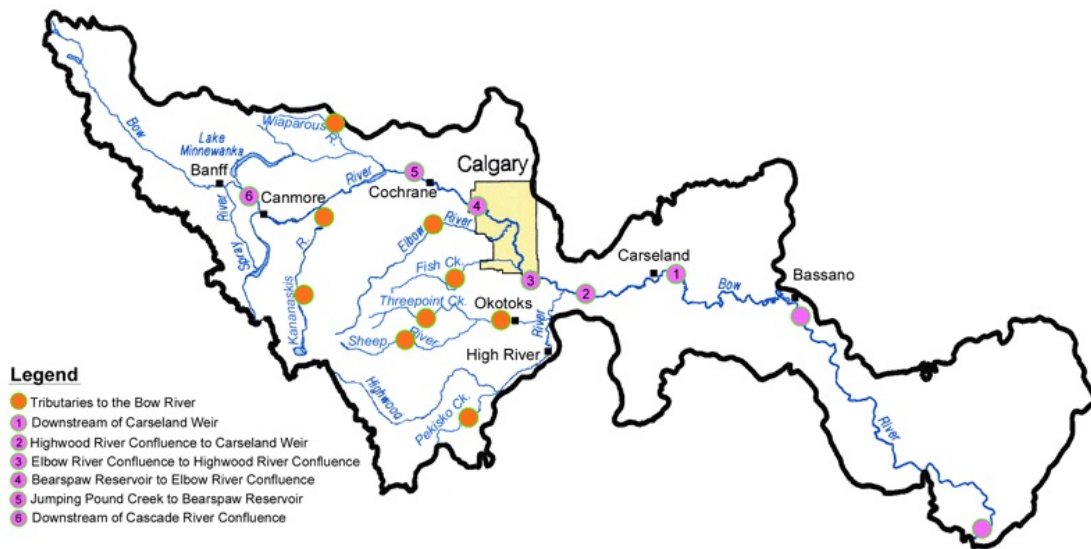 Wiaparous
R.
Bow
Lake
Minnewanka
Calgary
Banff
River
5
Cochrane
6
Canmore
4
River
River
Elbow
Spray
R.
Fish Ck.
Carseland
1
3
Bow
Bassano
2
Kananaskis
Threepoint Ck.
Okotoks
River
Sheep
River
High River
Highwood
Pekisko Ck.
River
Legend
Tributaries to the Bow River
1 Downstream of Carseland Weir
2 Highwood River Confluence to Carseland Weir
3 Elbow River Confluence to Highwood River Confluence
4 Bearspaw Reservoir to Elbow River Confluence
5 Jumping Pound Creek to Bearspaw Reservoir
6 Downstream of Cascade River Confluence